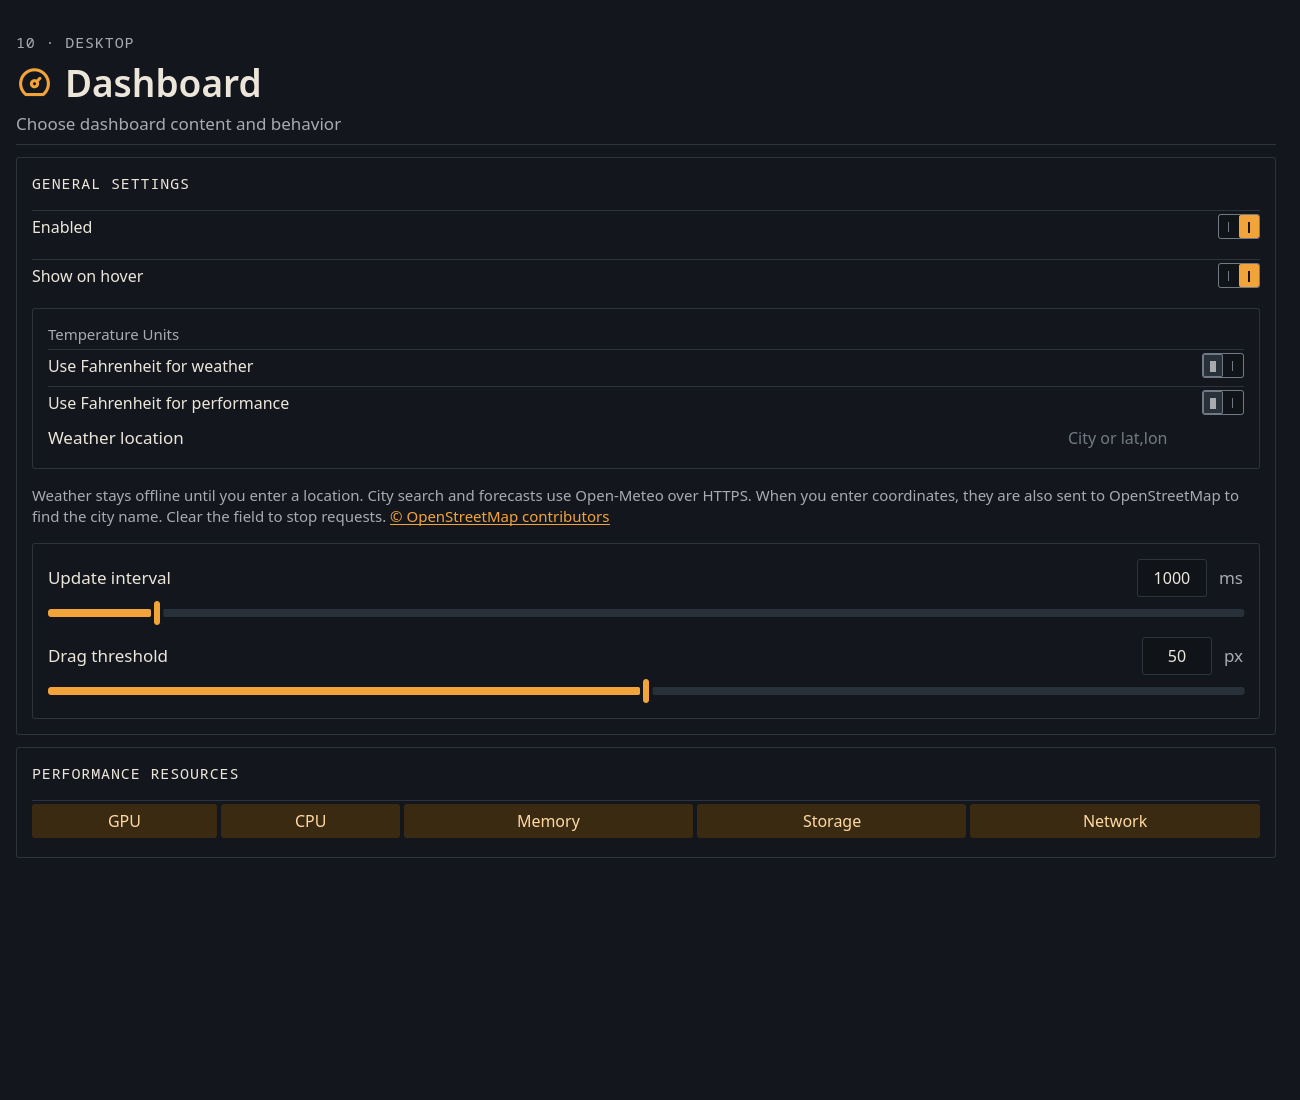 10 · DESKTOP
Dashboard
Choose dashboard content and behavior
GENERAL SETTINGS
Enabled
Show on hover
Temperature Units
Use Fahrenheit for weather
Use Fahrenheit for performance
Weather location City or lat,lon
Weather stays offline until you enter a location. City search and forecasts use Open-Meteo over HTTPS. When you enter coordinates, they are also sent to OpenStreetMap to
find the city name. Clear the field to stop requests. © OpenStreetMap contributors
Update interval 1000 ms
Drag threshold 50 px
PERFORMANCE RESOURCES
GPU CPU Memory Storage Network